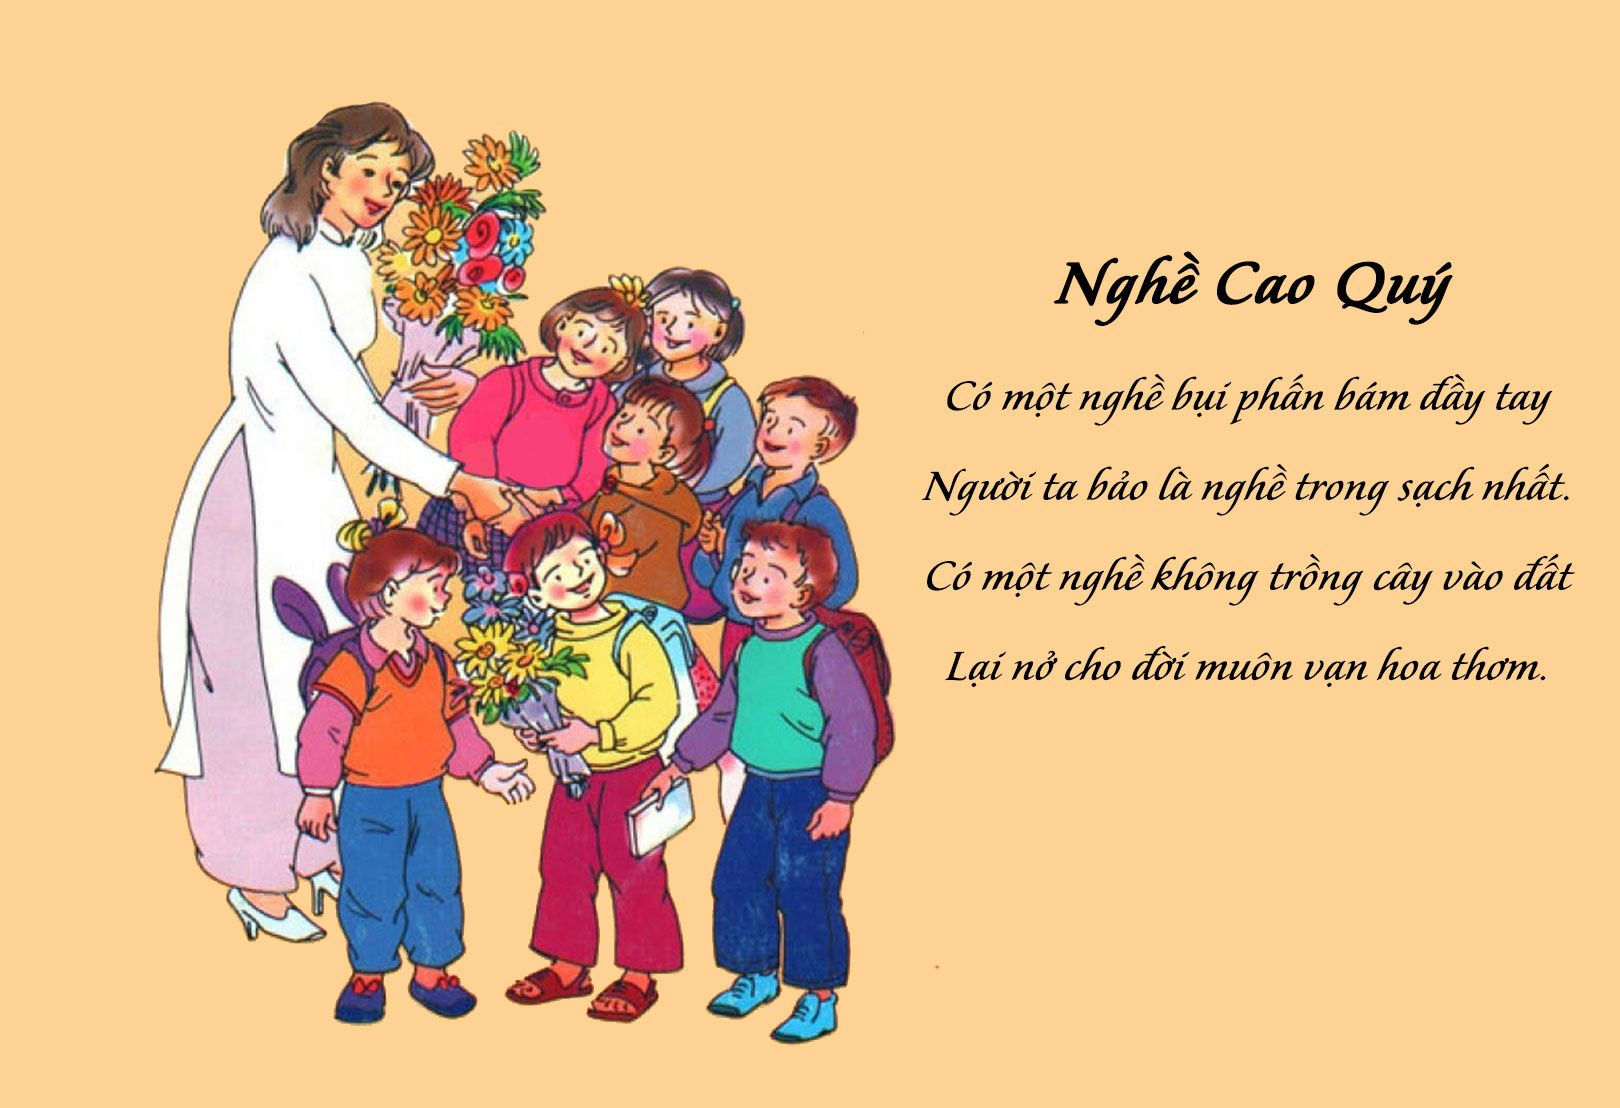 Nghề Cao Quý
Có một nghề bụi phấn bám đầy tay
Người ta bảo là nghề trong sạch nhất.
Có một nghề không trồng cây vào đất
Lại nở cho đời muôn vạn hoa thơm.